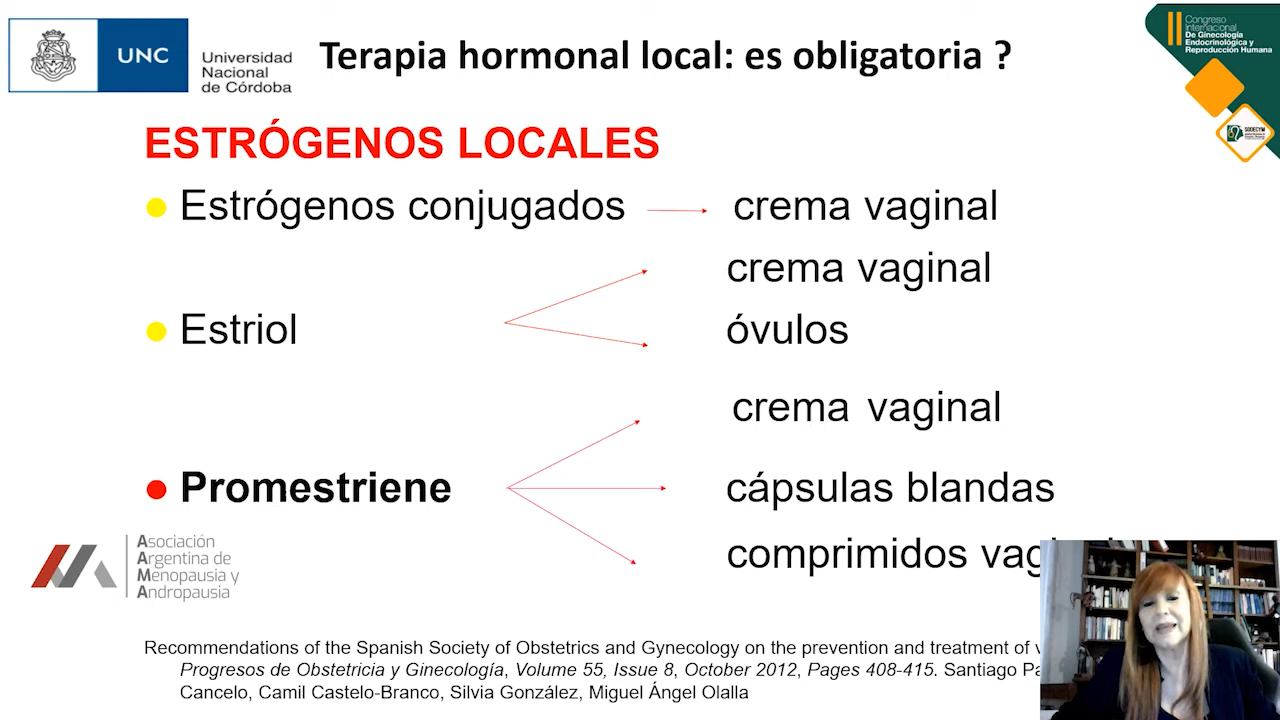 UNC
Universidad
Nacional
de Córdoba
Terapia hormonal local: es obligatoria ?
II Congreso
Internacional
De Ginecología
Endocrinológica y
Reproducción Humana
SODECYM
ESTRÓGENOS LOCALES
Estrógenos conjugados crema vaginal
crema vaginal
Estriol óvulos
crema vaginal
Promestriene cápsulas blandas
comprimidos
Asociación
Argentina de
Menopausia y
Andropausia
Recommendations of the Spanish Society of Obstetrics and Gynecology on the prevention and treatment of
Progresos de Obstetricia y Ginecología, Volume 55, Issue 8, October 2012, Pages 408-415. Santiago
Cancelo, Camil Castelo-Branco, Silvia González, Miguel Ángel Olalla